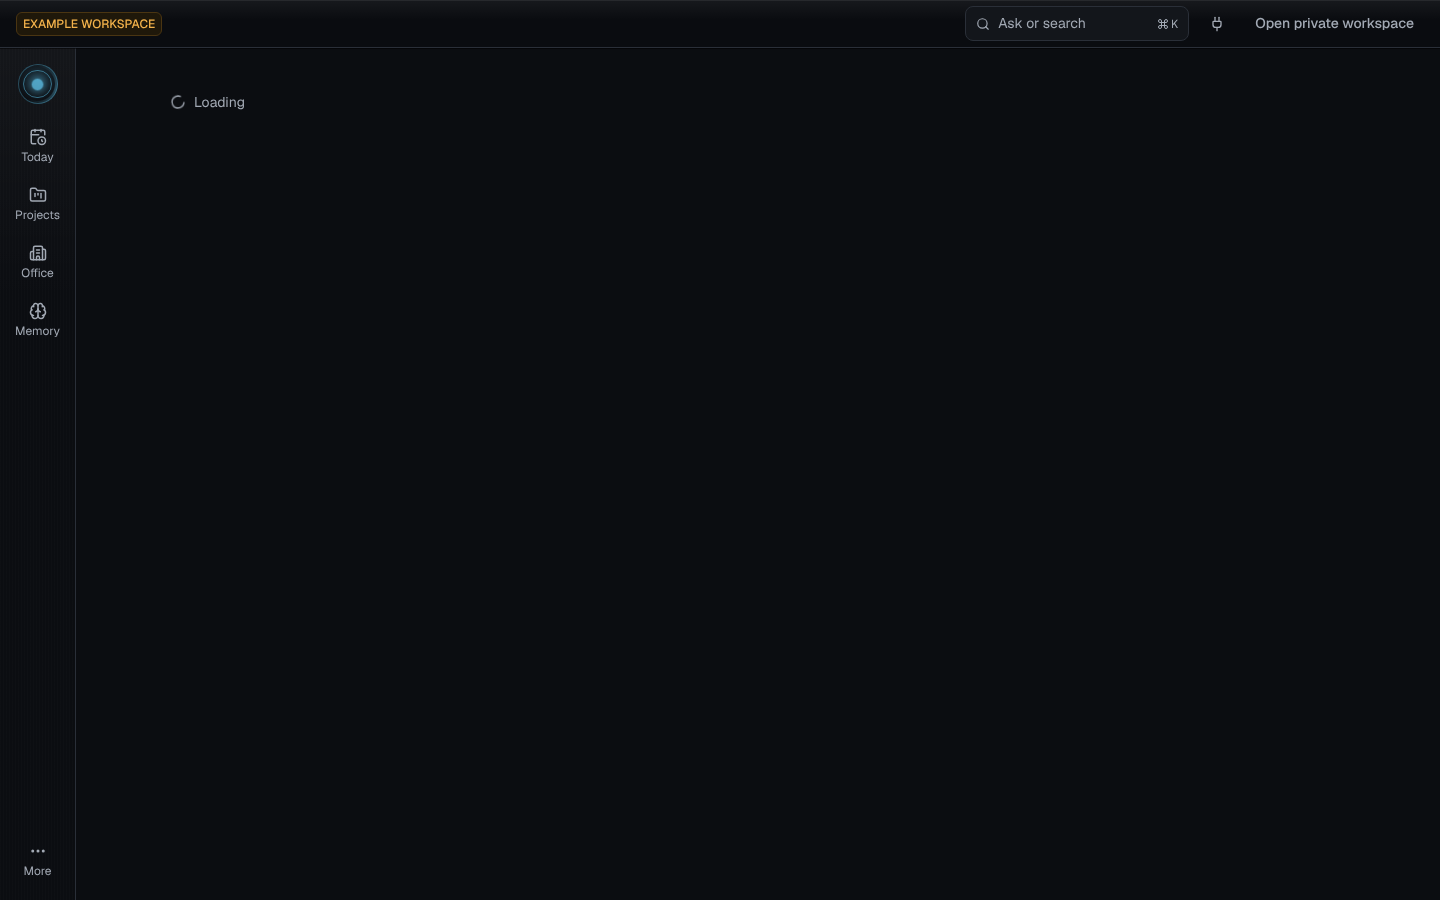 EXAMPLE WORKSPACE
Ask or search ⌘ K
Open private workspace
Loading
Today
Projects
Office
Memory
More